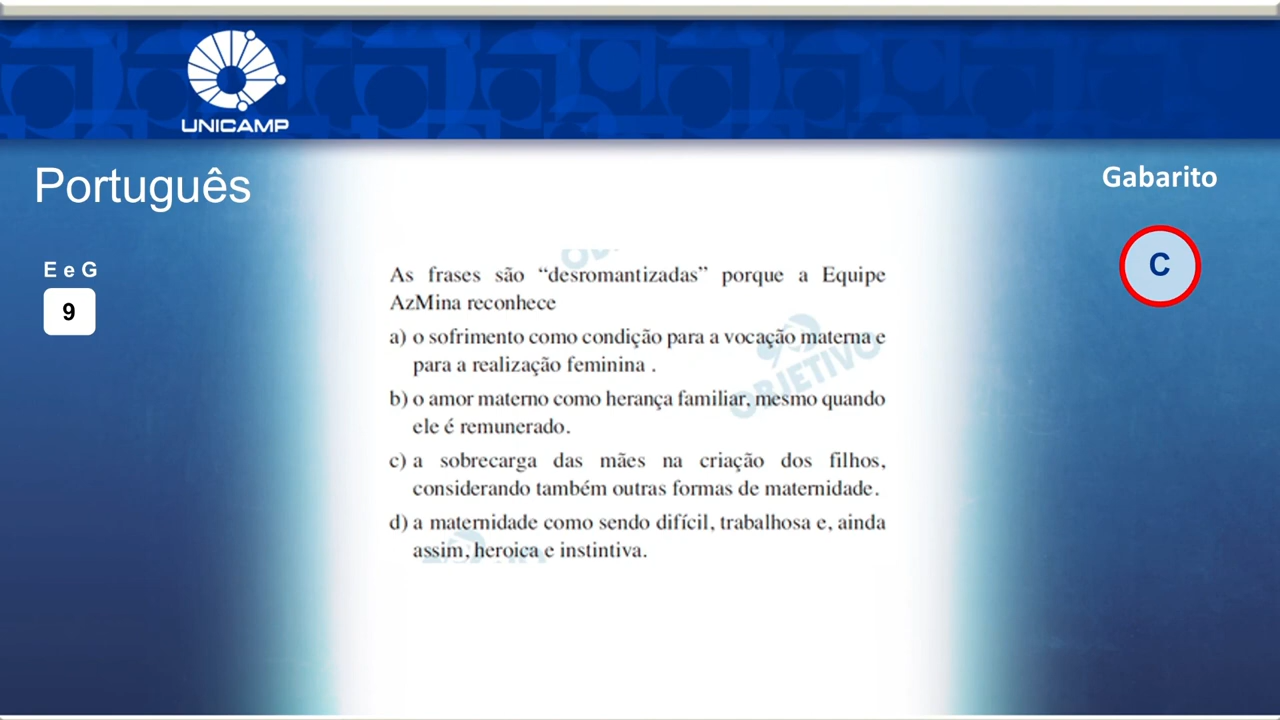 UNICAMP
Português
Gabarito
E e G
9
C
As frases são “desromantizadas” porque a Equipe
AzMina reconhece
a) o sofrimento como condição para a vocação materna e
para a realização feminina .
b) o amor materno como herança familiar, mesmo quando
ele é remunerado.
c) a sobrecarga das mães na criação dos filhos,
considerando também outras formas de maternidade.
d) a maternidade como sendo difícil, trabalhosa e, ainda
assim, heroica e instintiva.
OBJETIVO